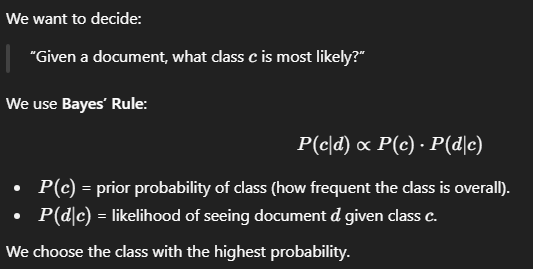 We want to decide:
“Given a document, what class c is most likely?”
We use Bayes’ Rule:
P(c|d) ∝ P(c) · P(d|c)
• P(c) = prior probability of class (how frequent the class is overall).
• P(d|c) = likelihood of seeing document d given class c.
We choose the class with the highest probability.